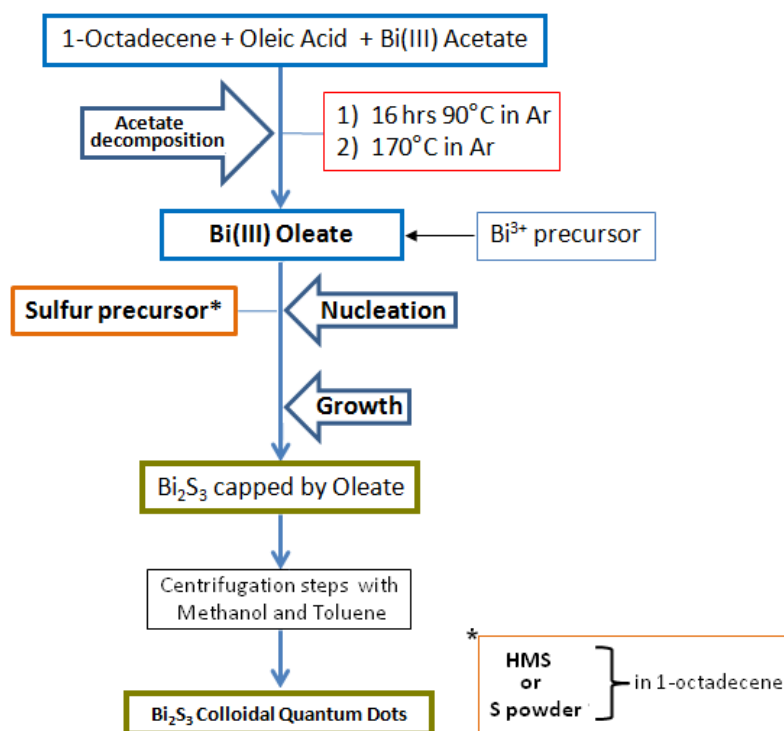 1-Octadecene + Oleic Acid + Bi(III) Acetate
Acetate
decomposition
1) 16 hrs 90°C in Ar
2) 170°C in Ar
Bi(III) Oleate
Bi³⁺ precursor
Sulfur precursor*
Nucleation
Growth
Bi₂S₃ capped by Oleate
Centrifugation steps with
Methanol and Toluene
Bi₂S₃ Colloidal Quantum Dots
*
HMS
or
S powder
in 1-octadecene